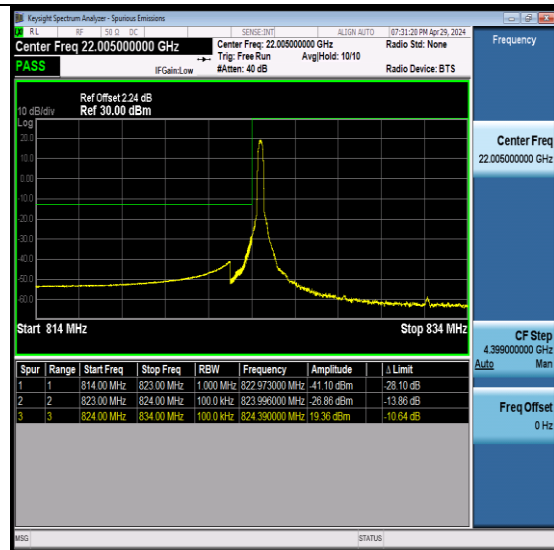 Keysight Spectrum Analyzer - Spurious Emissions
RL RF 50 Ω DC SENSE:INT ALIGN AUTO 07:31:20 PM Apr 29, 2024
Center Freq 22.005000000 GHz
Center Freq: 22.005000000 GHz
Radio Std: None
Trig: Free Run Avg|Hold: 10/10
PASS
IFGain:Low
#Atten: 40 dB
Radio Device: BTS
Frequency
Ref Offset 2.24 dB
10 dB/div Ref 30.00 dBm
Log
20.0
10.0
0.00
-10.0
-20.0
-30.0
-40.0
-50.0
-60.0
Start 814 MHz Stop 834 MHz
Center Freq
22.005000000 GHz
CF Step
4.399000000 GHz
Auto Man
Freq Offset
0 Hz
Spur Range Start Freq Stop Freq RBW Frequency Amplitude Δ Limit
1 1 814.00 MHz 823.00 MHz 1.000 MHz 822.973000 MHz -41.10 dBm -28.10 dB
2 2 823.00 MHz 824.00 MHz 100.0 kHz 823.996000 MHz -26.86 dBm -13.86 dB
3 3 824.00 MHz 834.00 MHz 100.0 kHz 824.390000 MHz 19.36 dBm -10.64 dB
MSG STATUS